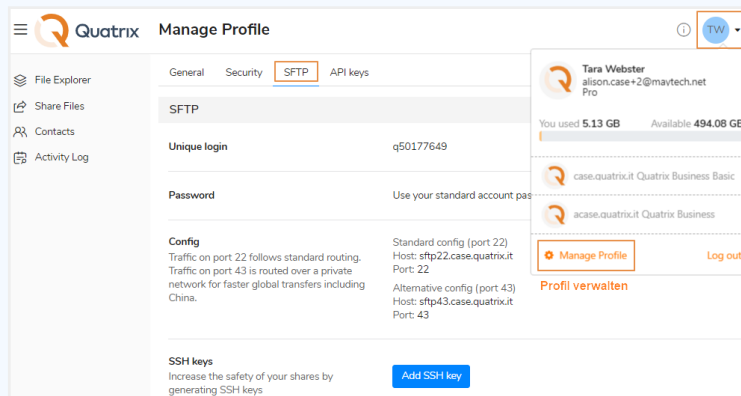 Quatrix
Manage Profile
TW
File Explorer
Share Files
Contacts
Activity Log
General Security SFTP API keys
SFTP
Unique login
q50177649
Password
Use your standard account pas
Config
Traffic on port 22 follows standard routing.
Traffic on port 43 is routed over a private
network for faster global transfers including
China.
Standard config (port 22)
Host: sftp22.case.quatrix.it
Port: 22
Alternative config (port 43)
Host: sftp43.case.quatrix.it
Port: 43
SSH keys
Increase the safety of your shares by
generating SSH keys
Add SSH key
Tara Webster
alison.case+2@maytech.net
Pro
You used 5.13 GB Available 494.08 GB
case.quatrix.it Quatrix Business Basic
acase.quatrix.it Quatrix Business
Manage Profile
Log out
Profil verwalten